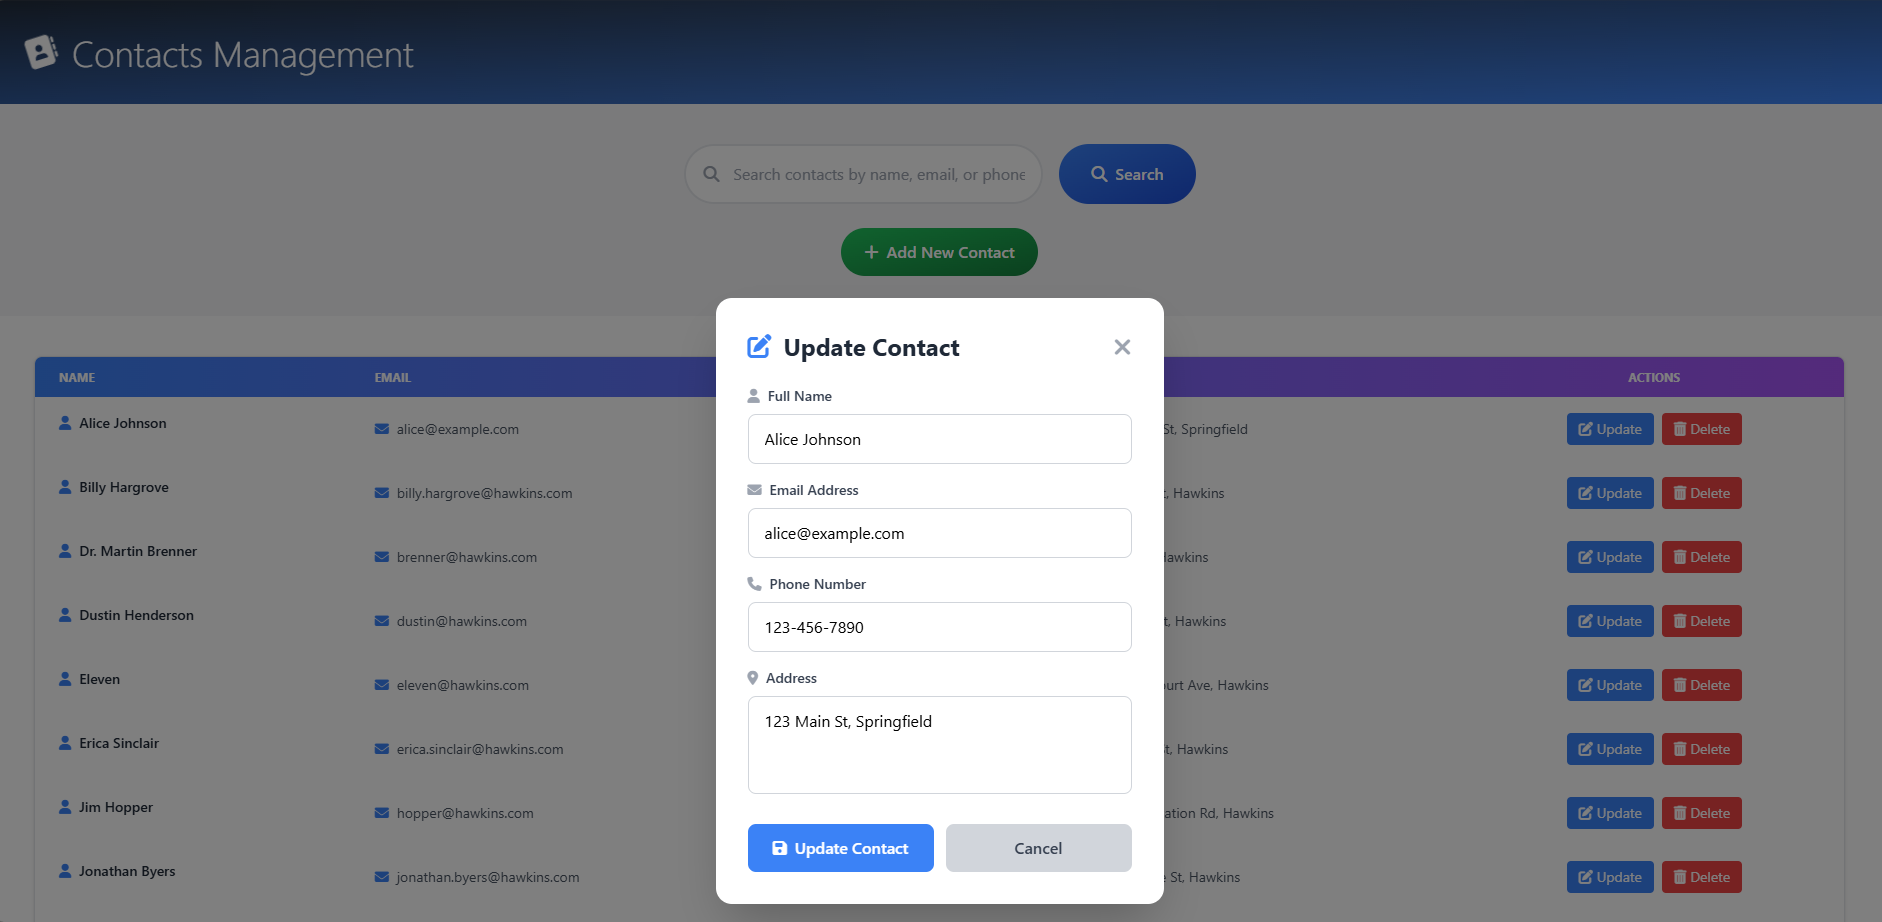 Contacts Management
Search contacts by name, email, or phone
Search
Add New Contact
NAME EMAIL ACTIONS
Alice Johnson alice@example.com St, Springfield Update Delete
Billy Hargrove billy.hargrove@hawkins.com , Hawkins Update Delete
Dr. Martin Brenner brenner@hawkins.com Update Delete
Dustin Henderson dustin@hawkins.com t, Hawkins Update Delete
Eleven eleven@hawkins.com urt Ave, Hawkins Update Delete
Erica Sinclair erica.sinclair@hawkins.com t, Hawkins Update Delete
Jim Hopper hopper@hawkins.com ation Rd, Hawkins Update Delete
Jonathan Byers jonathan.byers@hawkins.com St, Hawkins Update Delete
Update Contact
Full Name
Alice Johnson
Email Address
alice@example.com
Phone Number
123-456-7890
Address
123 Main St, Springfield
Update Contact
Cancel